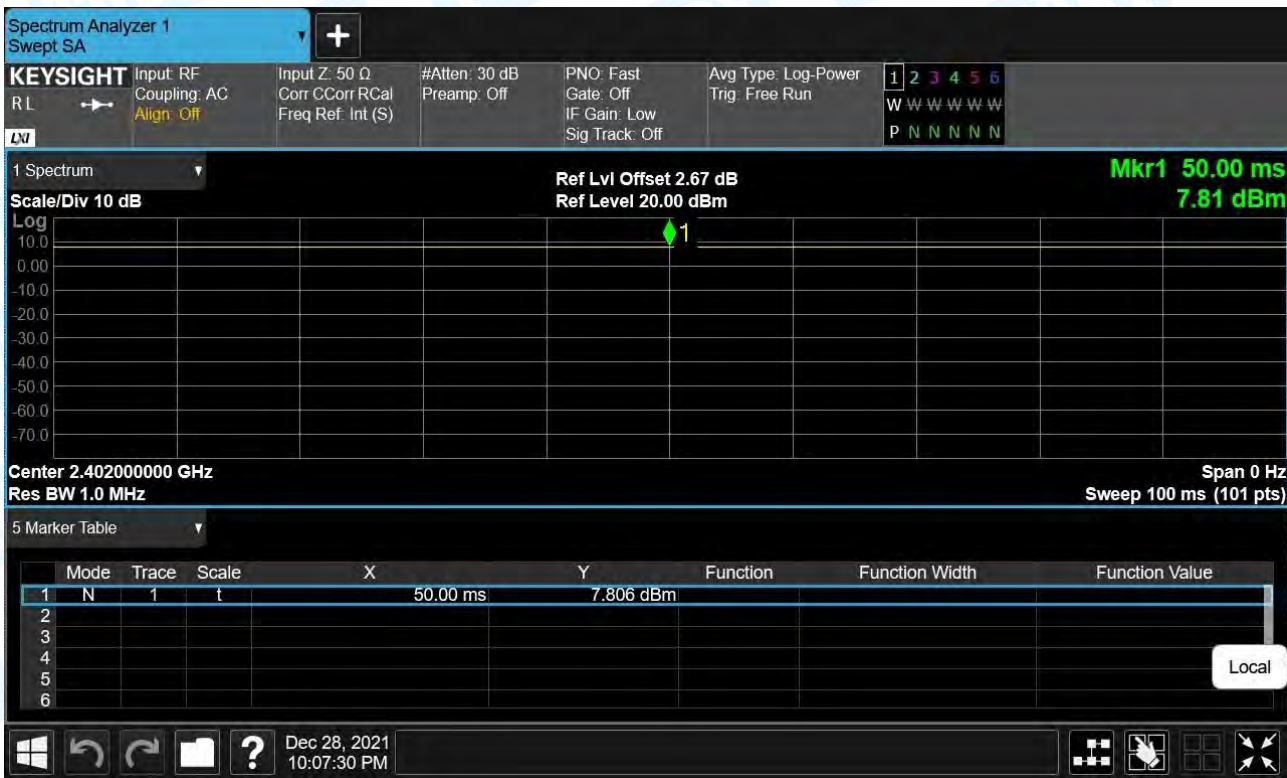 Spectrum Analyzer 1
Swept SA
+
KEYSIGHT
R L
LXI
Input: RF
Coupling: AC
Align: Off
Input Z: 50 Ω
Corr CCorr RCal
Freq Ref: Int (S)
#Atten: 30 dB
Preamp: Off
PNO: Fast
Gate: Off
IF Gain: Low
Sig Track: Off
Avg Type: Log-Power
Trig: Free Run
1 2 3 4 5 6
W W W W W W
P N N N N N
1 Spectrum
Scale/Div 10 dB
Ref Lvl Offset 2.67 dB
Ref Level 20.00 dBm
Mkr1 50.00 ms
7.81 dBm
Log
1
10.0
0.00
-10.0
-20.0
-30.0
-40.0
-50.0
-60.0
-70.0
Center 2.402000000 GHz
Span 0 Hz
Res BW 1.0 MHz
Sweep 100 ms (101 pts)
5 Marker Table
Mode Trace Scale X Y Function Function Width Function Value
1 N 1 t 50.00 ms 7.806 dBm
2
3
4
5
6
Local
?
Dec 28, 2021
10:07:30 PM